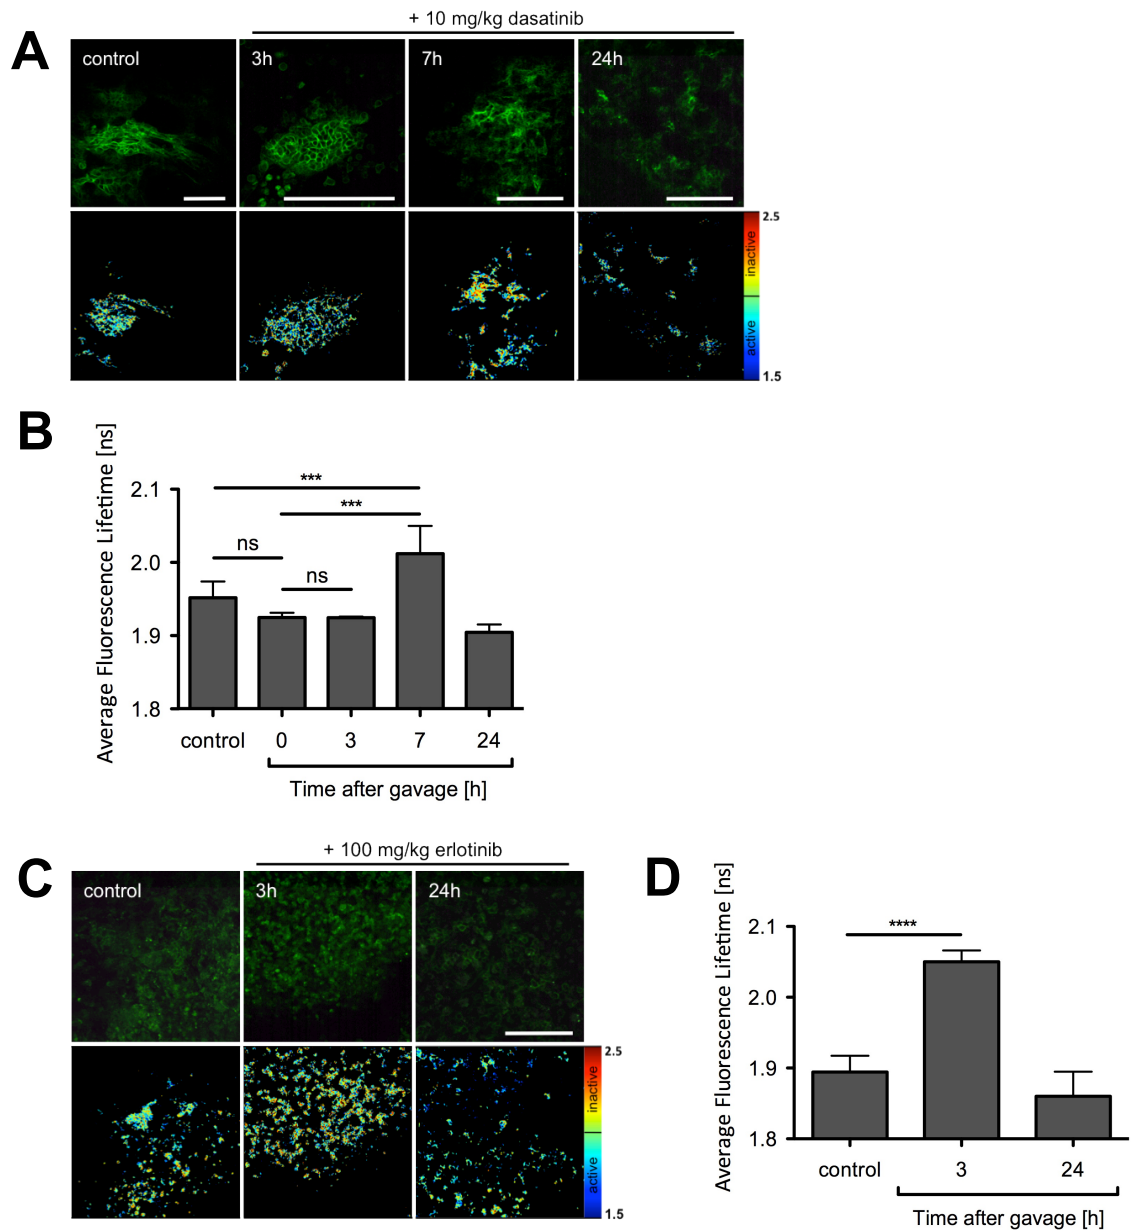 A
+ 10 mg/kg dasatinib
control
3h
7h
24h
2.5
inactive
active
1.5
B
Average Fluorescence Lifetime [ns]
2.1
2.0
1.9
1.8
***
***
ns
ns
control
0
3
7
24
Time after gavage [h]
C
+ 100 mg/kg erlotinib
control
3h
24h
2.5
inactive
active
1.5
D
Average Fluorescence Lifetime [ns]
2.1
2.0
1.9
1.8
****
control
3
24
Time after gavage [h]